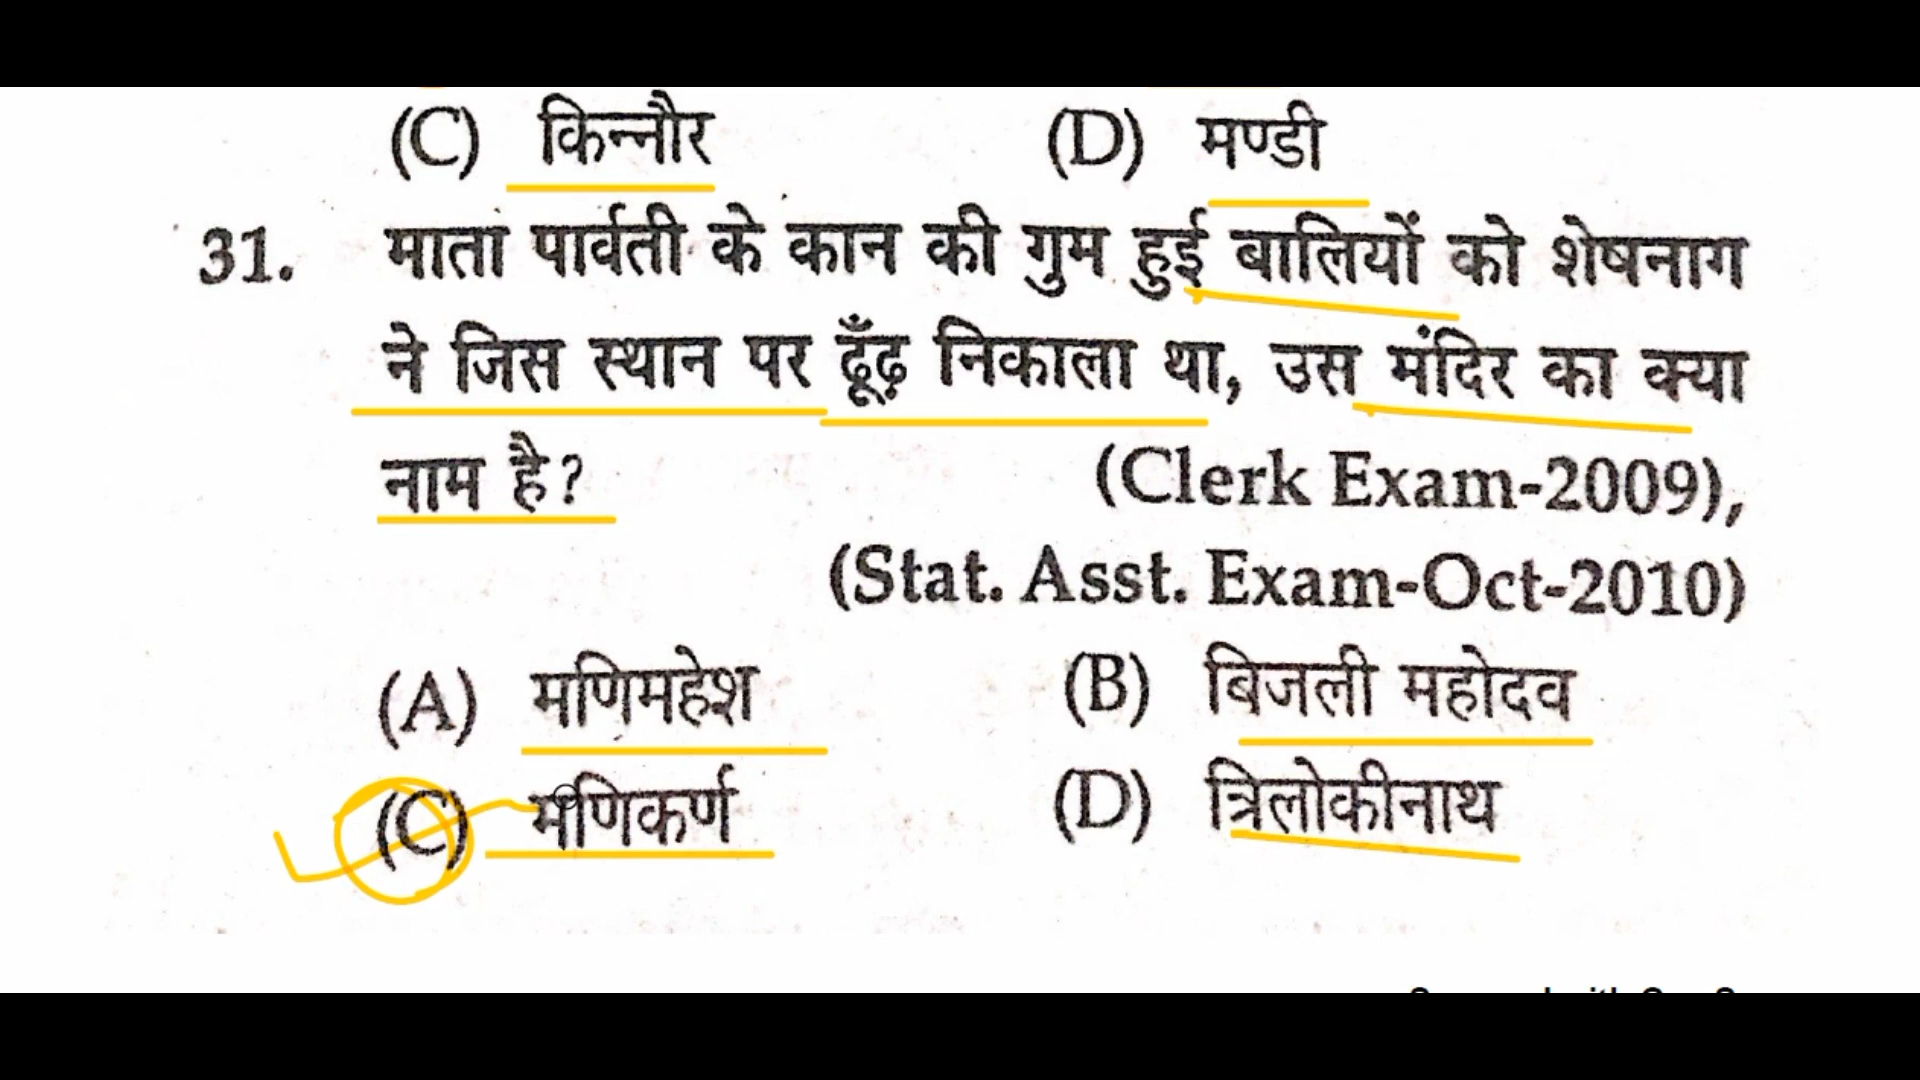 (C) किन्नौर (D) मण्डी
31. माता पार्वती के कान की गुम हुई बालियों को शेषनाग
ने जिस स्थान पर ढूँढ़ निकाला था, उस मंदिर का क्या
नाम है? (Clerk Exam-2009),
(Stat. Asst. Exam-Oct-2010)
(A) मणिमहेश (B) बिजली महोदव
(C) मणिकर्ण (D) त्रिलोकीनाथ